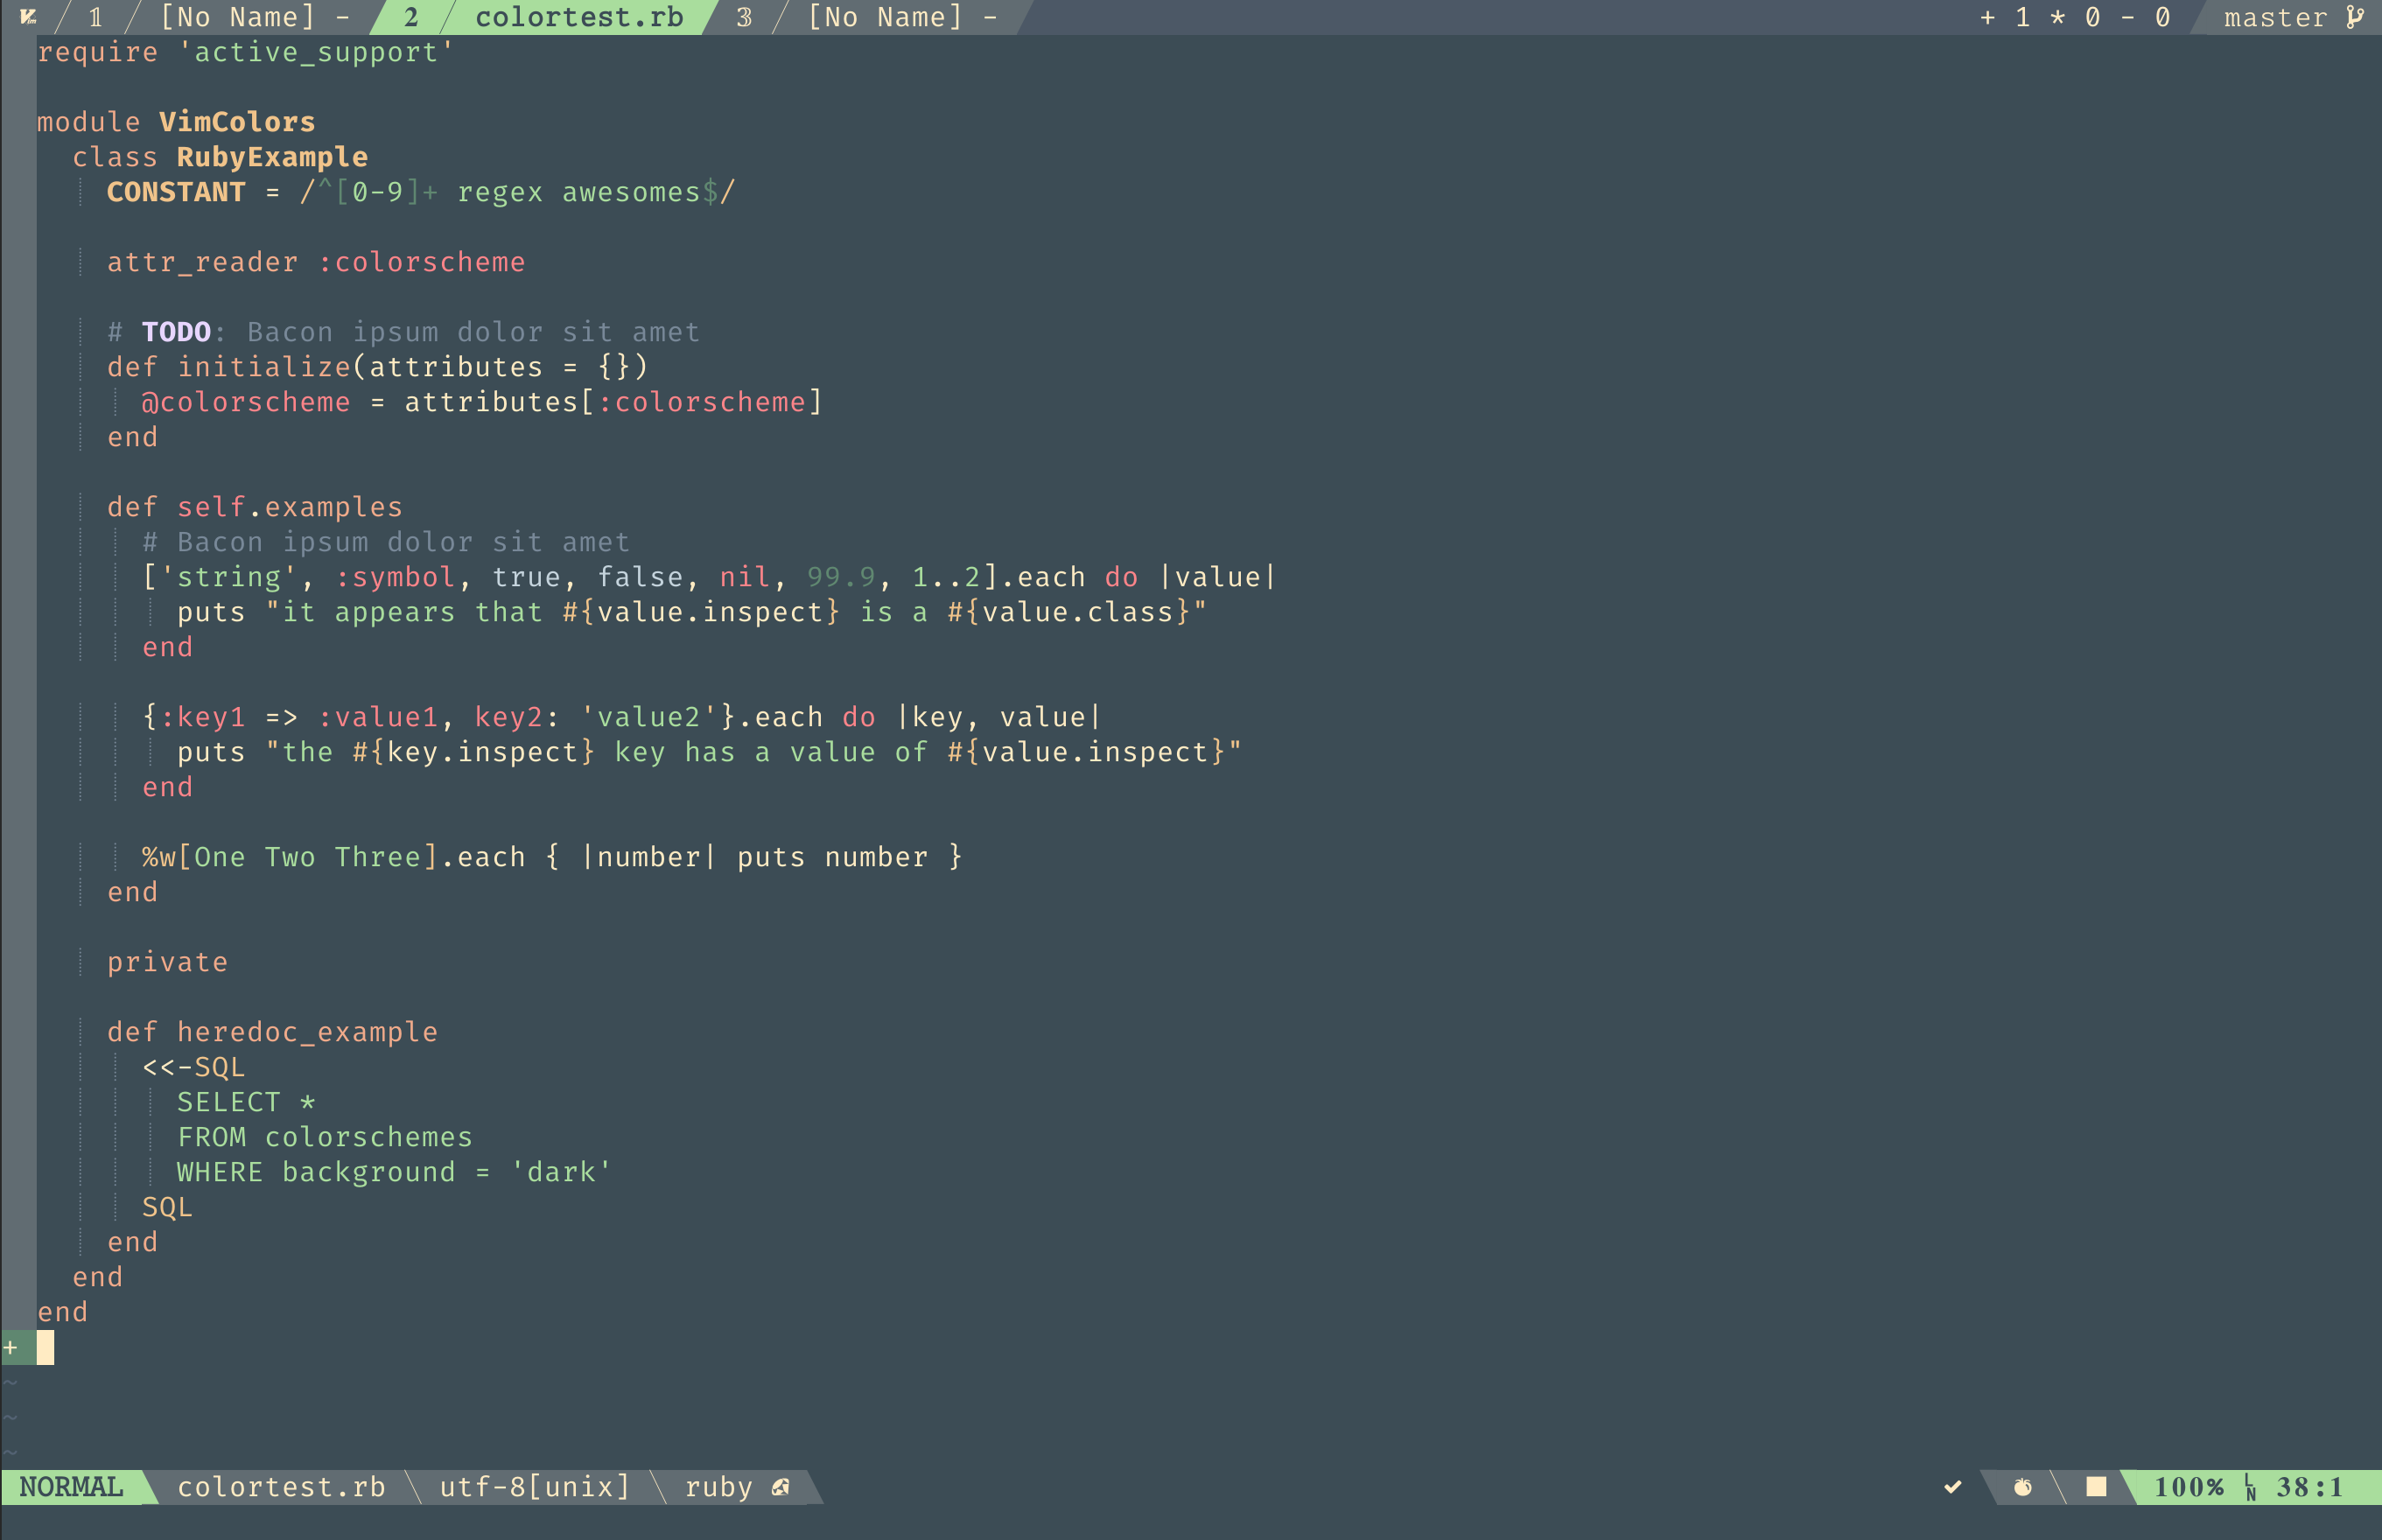 1 [No Name] - 2 colortest.rb 3 [No Name] - + 1 * 0 - 0 master
require 'active_support'

module VimColors
  class RubyExample
    CONSTANT = /^[0-9]+ regex awesomes$/

    attr_reader :colorscheme

    # TODO: Bacon ipsum dolor sit amet
    def initialize(attributes = {})
      @colorscheme = attributes[:colorscheme]
    end

    def self.examples
      # Bacon ipsum dolor sit amet
      ['string', :symbol, true, false, nil, 99.9, 1..2].each do |value|
        puts "it appears that #{value.inspect} is a #{value.class}"
      end

      {:key1 => :value1, key2: 'value2'}.each do |key, value|
        puts "the #{key.inspect} key has a value of #{value.inspect}"
      end

      %w[One Two Three].each { |number| puts number }
    end

    private

    def heredoc_example
      <<-SQL
        SELECT *
        FROM colorschemes
        WHERE background = 'dark'
      SQL
    end
  end
end
+
~
~
~
NORMAL colortest.rb utf-8[unix] ruby 100% LN 38:1